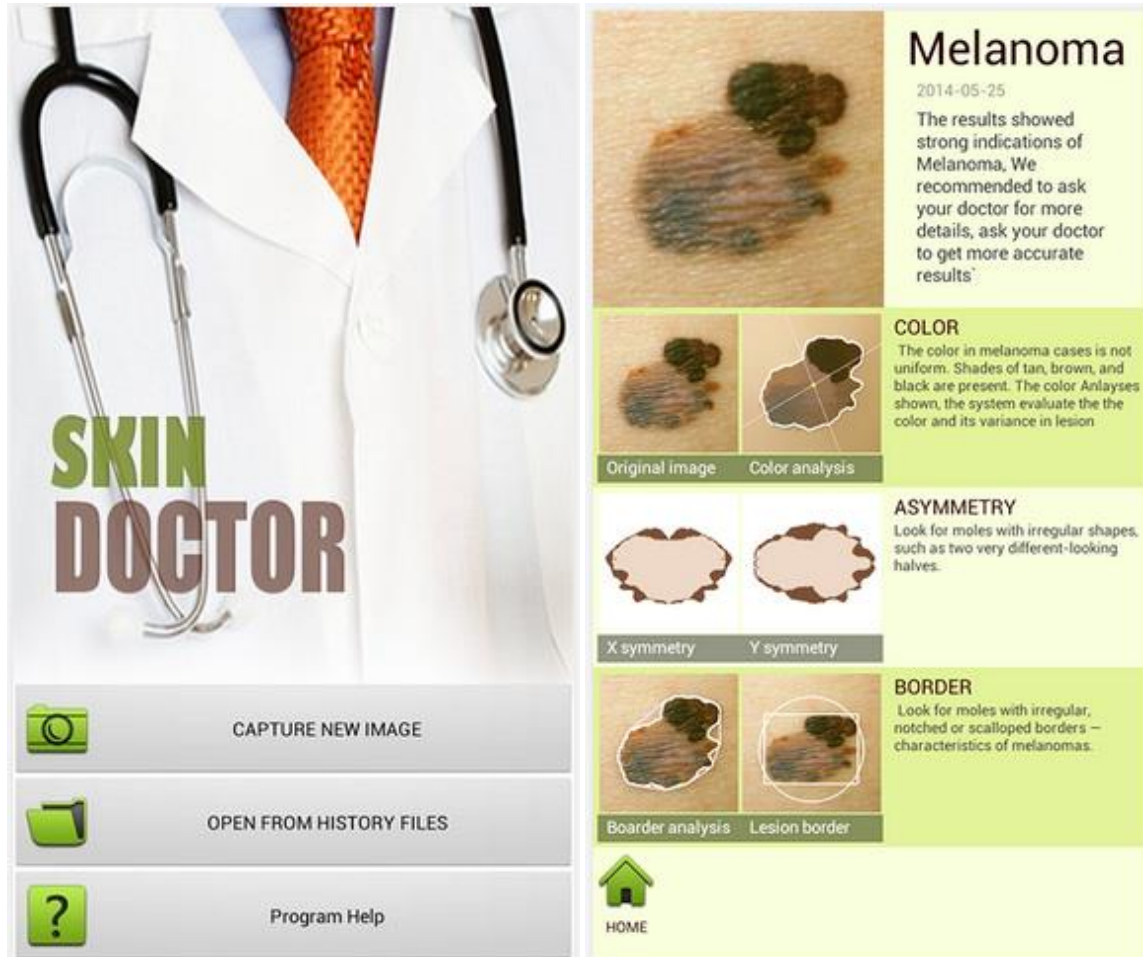 SKIN
DOCTOR
CAPTURE NEW IMAGE
OPEN FROM HISTORY FILES
Program Help
Melanoma
2014-05-25
The results showed
strong indications of
Melanoma, We
recommended to ask
your doctor for more
details, ask your doctor
to get more accurate
results`
COLOR
The color in melanoma cases is not
uniform. Shades of tan, brown, and
black are present. The color Anlayses
shown, the system evaluate the the
color and its variance in lesion
Original image
Color analysis
ASYMMETRY
Look for moles with irregular shapes,
such as two very different-looking
halves.
X symmetry
Y symmetry
BORDER
Look for moles with irregular,
notched or scalloped borders —
characteristics of melanomas.
Boarder analysis
Lesion border
HOME